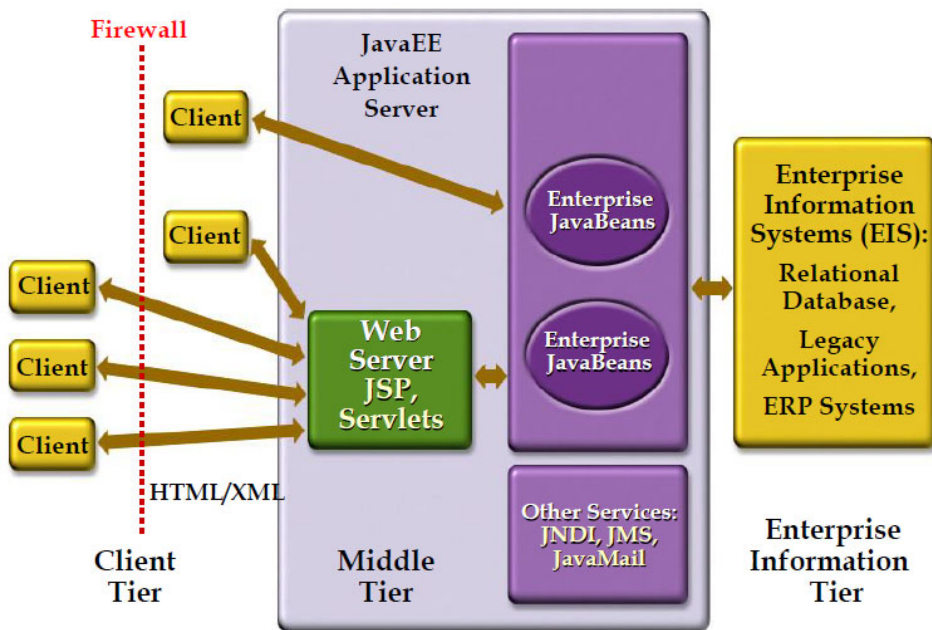 Firewall
JavaEE
Application
Server
Client
Client
Client
Client
Client
HTML/XML
Web
Server
JSP,
Servlets
Enterprise
JavaBeans
Enterprise
JavaBeans
Other Services:
JNDI, JMS,
JavaMail
Enterprise
Information
Systems (EIS):
Relational
Database,
Legacy
Applications,
ERP Systems
Client
Tier
Middle
Tier
Enterprise
Information
Tier